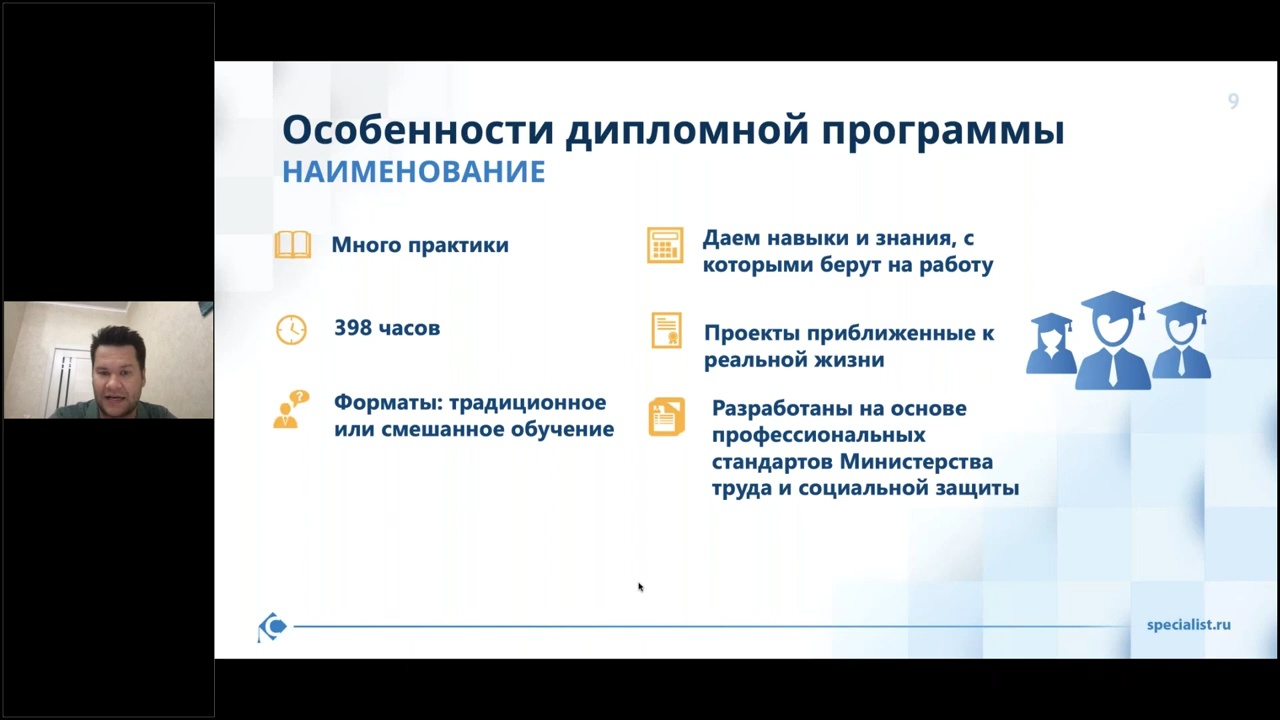 9
Особенности дипломной программы
НАИМЕНОВАНИЕ
Много практики
398 часов
Форматы: традиционное
или смешанное обучение
Даем навыки и знания, с
которыми берут на работу
Проекты приближенные к
реальной жизни
Разработаны на основе
профессиональных
стандартов Министерства
труда и социальной защиты
specialist.ru